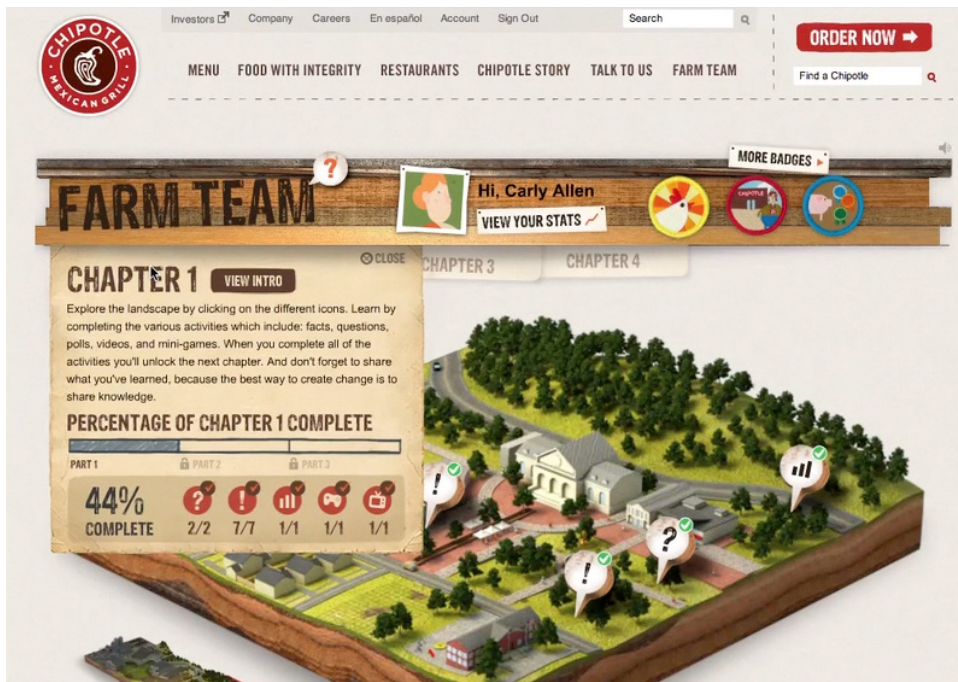 Investors Company Careers En español Account Sign Out Search
ORDER NOW
CHIPOTLE
MEXICAN GRILL
MENU FOOD WITH INTEGRITY RESTAURANTS CHIPOTLE STORY TALK TO US FARM TEAM
Find a Chipotle
MORE BADGES
?
FARM TEAM
Hi, Carly Allen
VIEW YOUR STATS
CHIPOTLE
CLOSE
CHAPTER 3
CHAPTER 4
CHAPTER 1 VIEW INTRO
Explore the landscape by clicking on the different icons. Learn by
completing the various activities which include: facts, questions,
polls, videos, and mini-games. When you complete all of the
activities you'll unlock the next chapter. And don't forget to share
what you've learned, because the best way to create change is to
share knowledge.
PERCENTAGE OF CHAPTER 1 COMPLETE
PART 1 PART 2 PART 3
44% ? !
COMPLETE 2/2 7/7 1/1 1/1 1/1
!
?
!